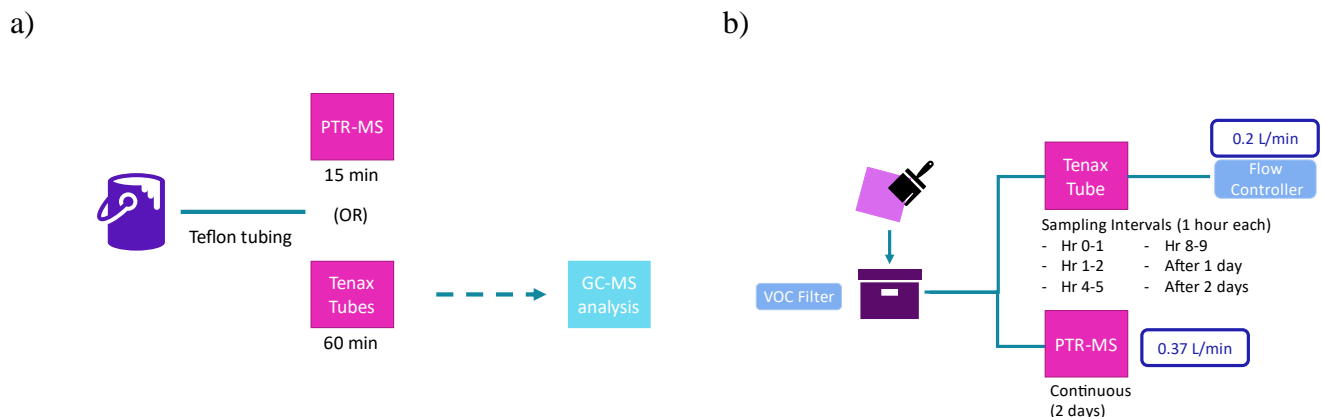 a)
PTR-MS
15 min
(OR)
Teflon tubing
Tenax
Tubes
60 min
GC-MS
analysis
b)
0.2 L/min
Tenax
Tube
Flow
Controller
Sampling Intervals (1 hour each)
- Hr 0-1 - Hr 8-9
- Hr 1-2 - After 1 day
- Hr 4-5 - After 2 days
VOC Filter
PTR-MS
0.37 L/min
Continuous
(2 days)